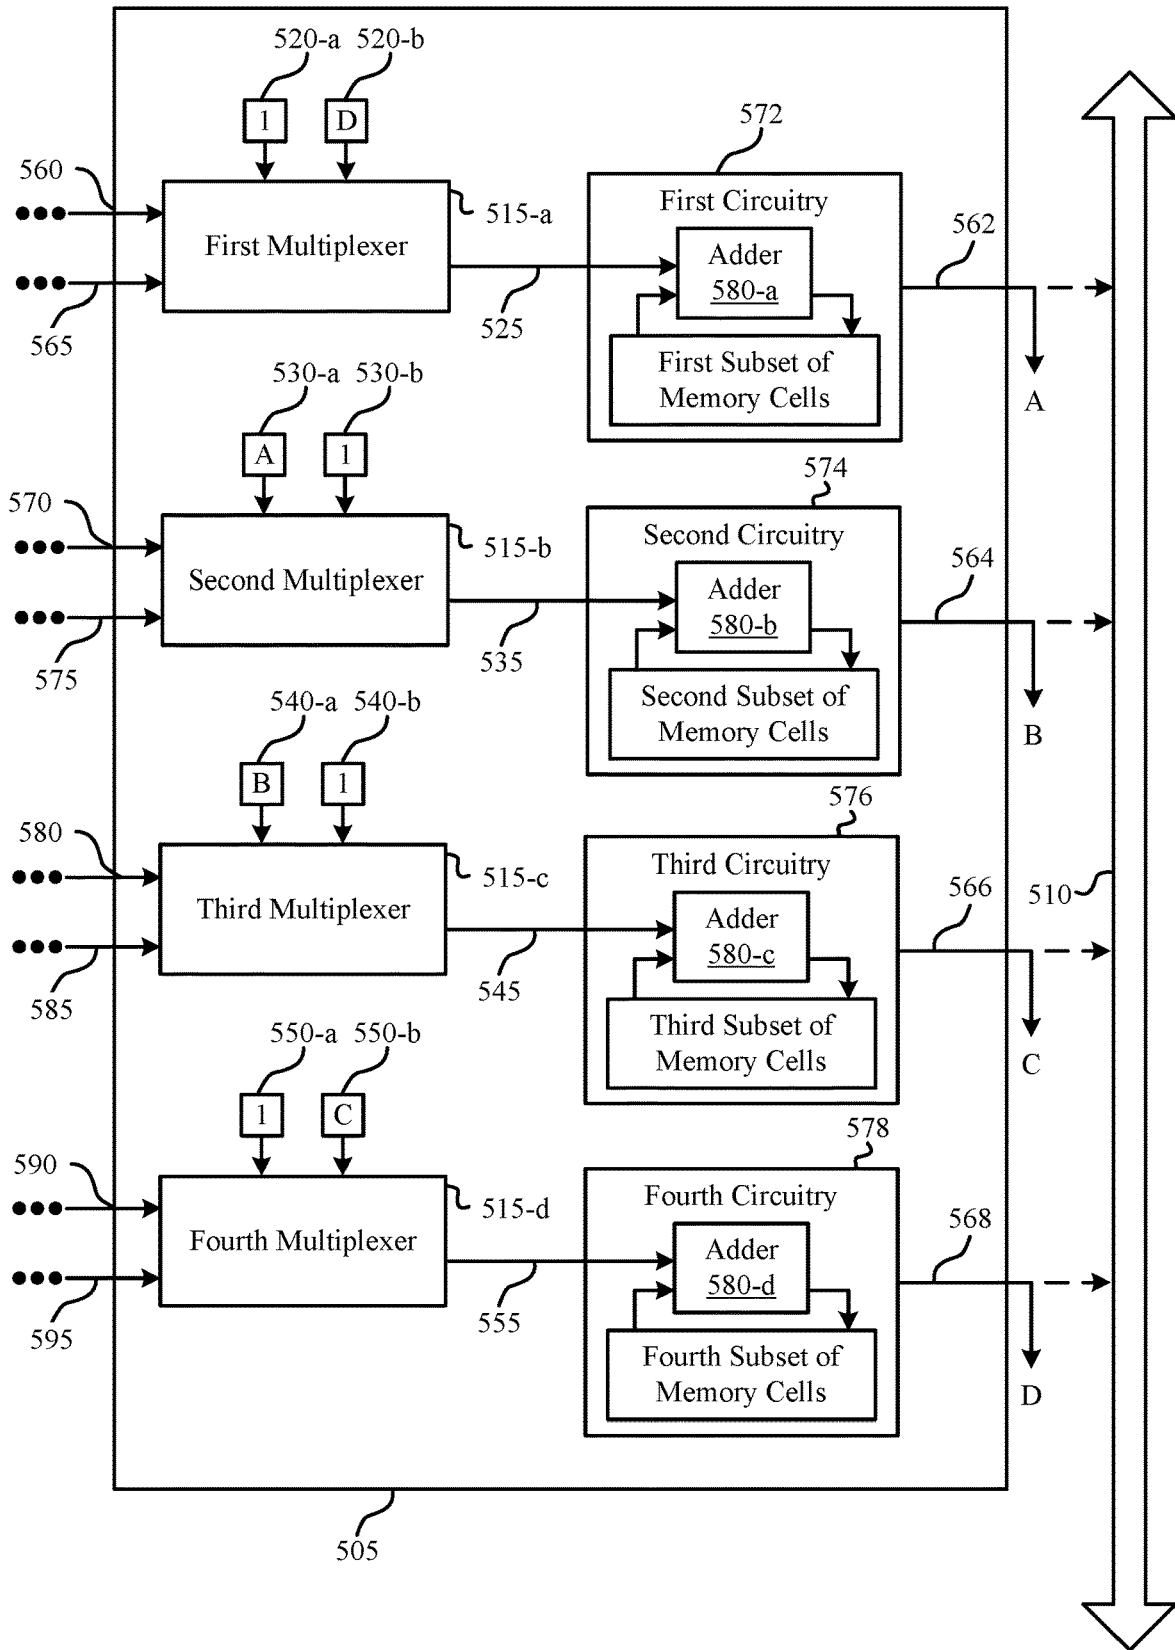 520-a 520-b
1 D
572
560
515-a
First Circuitry
562
First Multiplexer
Adder
580-a
565
525
First Subset of
Memory Cells
A
530-a 530-b
A 1
574
570
515-b
Second Circuitry
564
Second Multiplexer
Adder
580-b
575
535
Second Subset of
Memory Cells
B
540-a 540-b
B 1
576
580
515-c
Third Circuitry
566
510
Third Multiplexer
Adder
580-c
585
545
Third Subset of
Memory Cells
C
550-a 550-b
1 C
578
590
515-d
Fourth Circuitry
568
Fourth Multiplexer
Adder
580-d
595
555
Fourth Subset of
Memory Cells
D
505